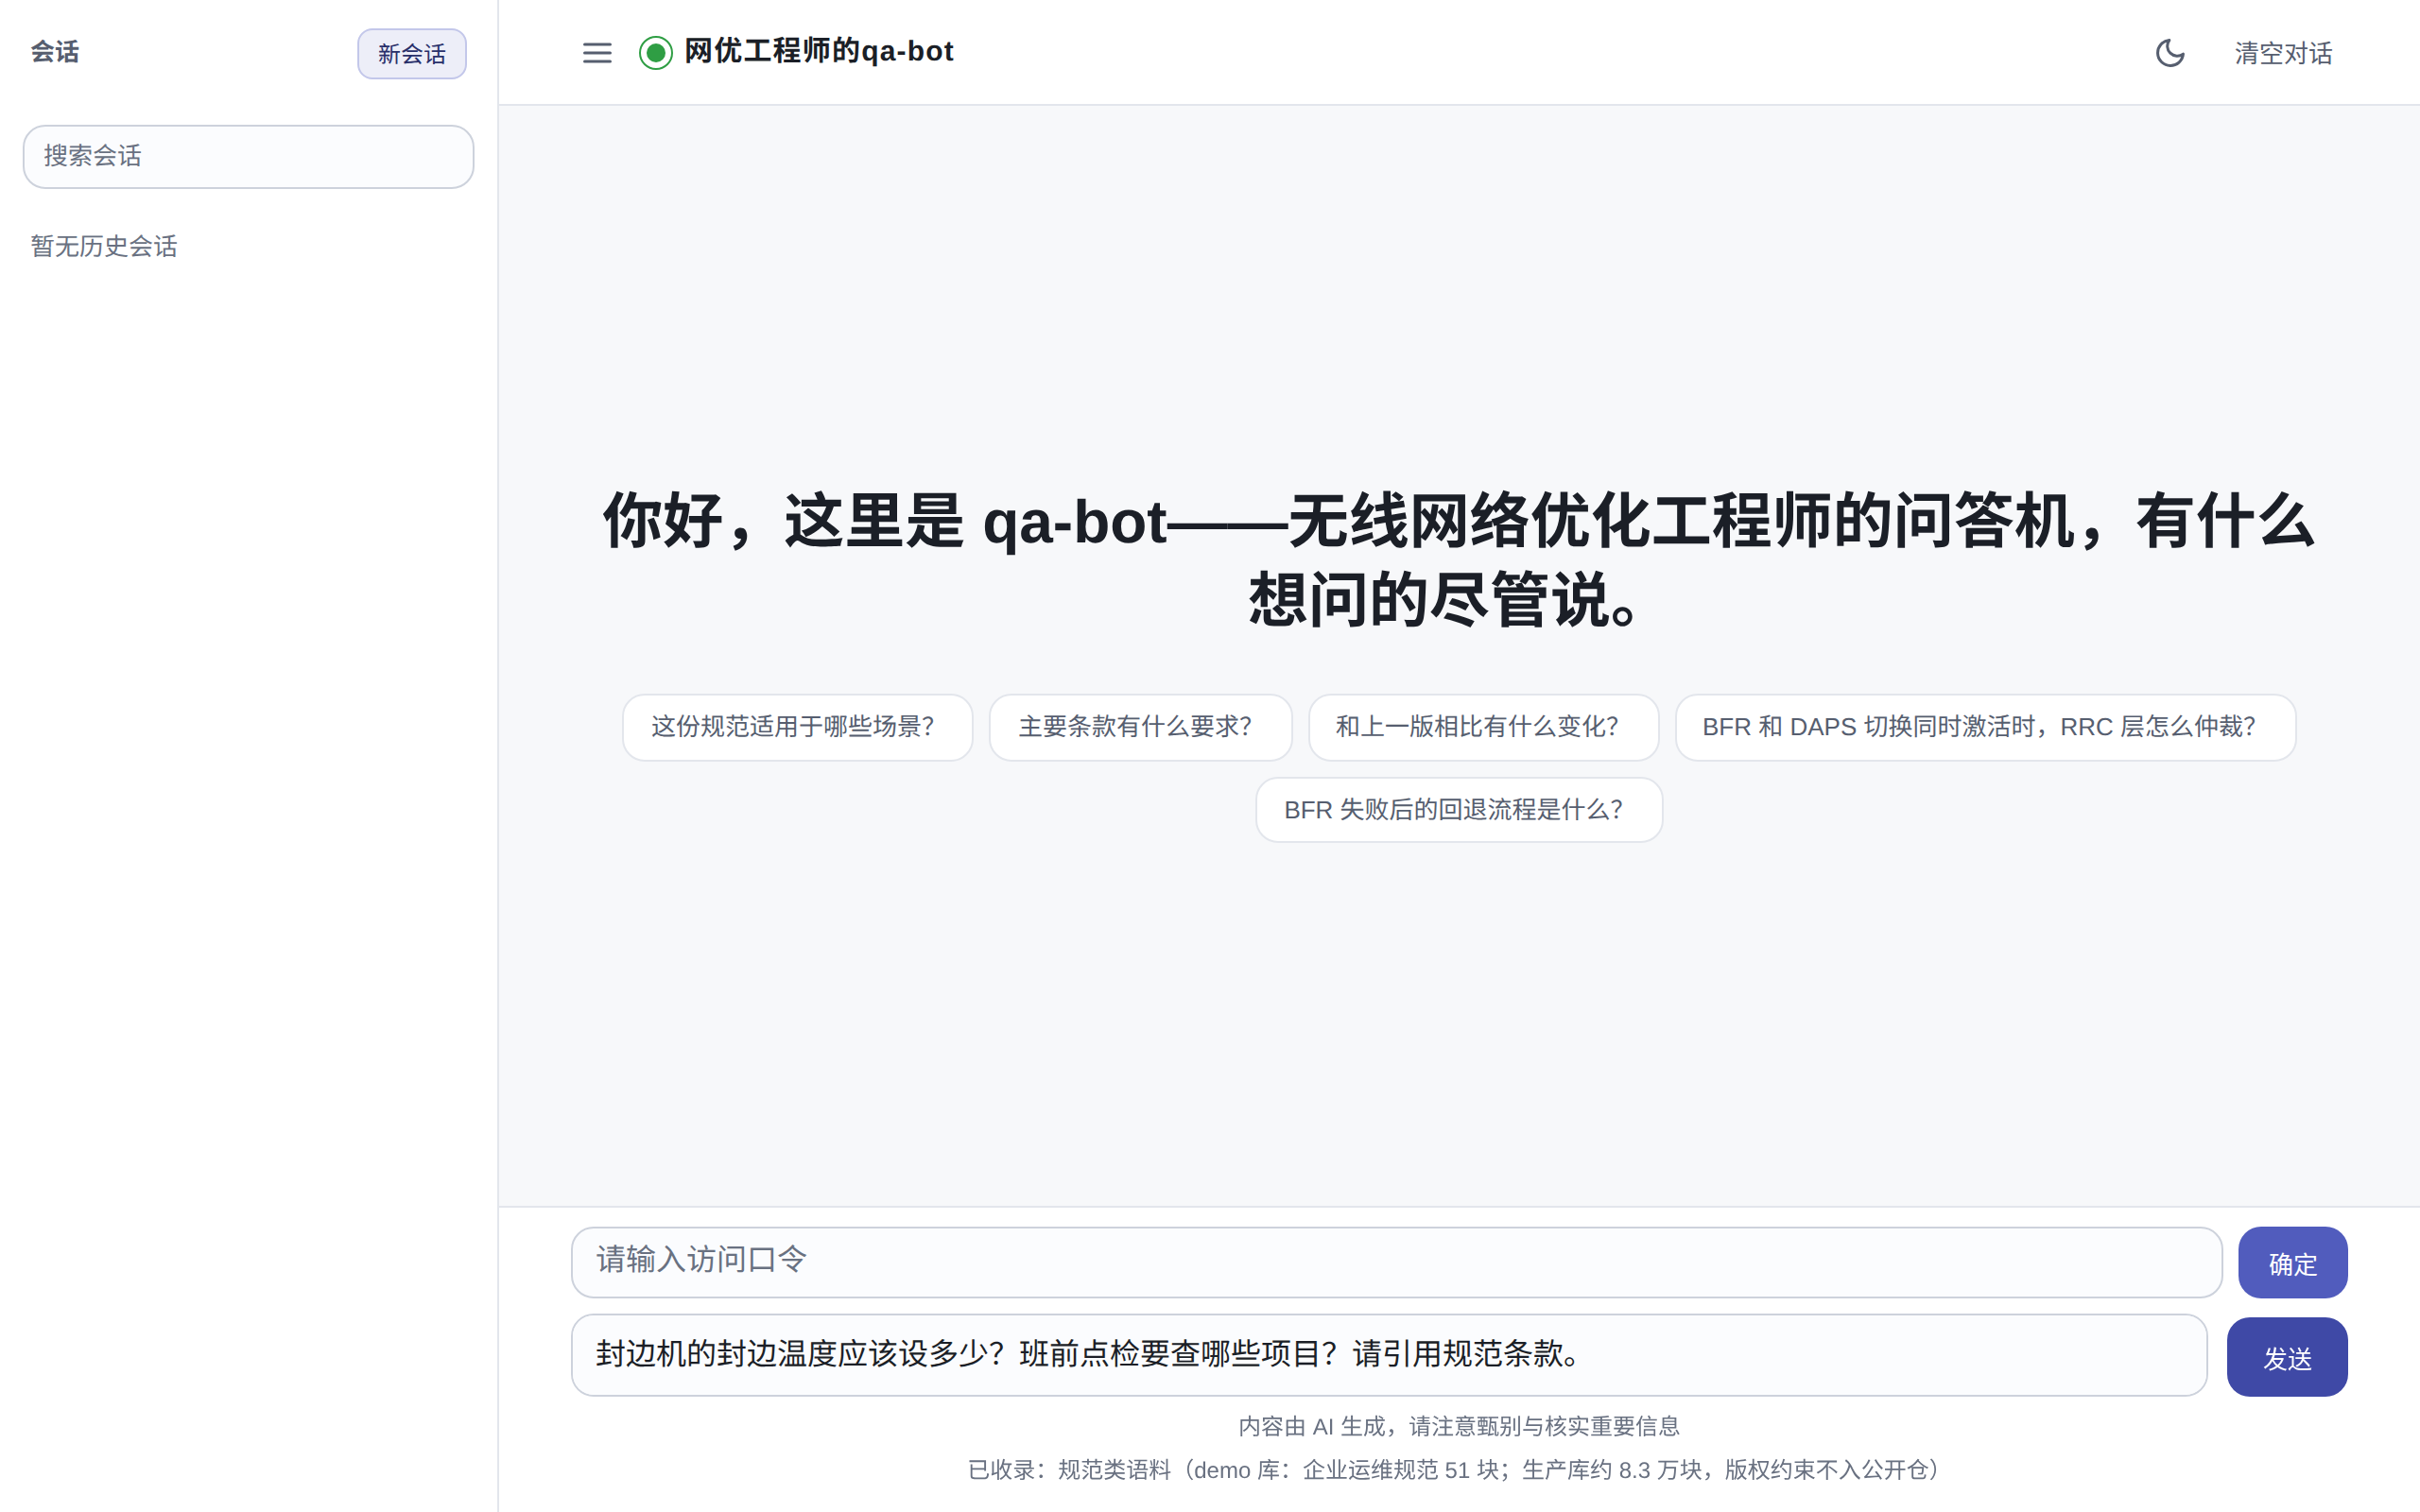 会话
新会话
搜索会话
暂无历史会话
网优工程师的qa-bot
清空对话
你好，这里是 qa-bot——无线网络优化工程师的问答机，有什么
想问的尽管说。
这份规范适用于哪些场景？
主要条款有什么要求？
和上一版相比有什么变化？
BFR 和 DAPS 切换同时激活时，RRC 层怎么仲裁？
BFR 失败后的回退流程是什么？
请输入访问口令
确定
封边机的封边温度应该设多少？班前点检要查哪些项目？请引用规范条款。
发送
内容由 AI 生成，请注意甄别与核实重要信息
已收录：规范类语料（demo 库：企业运维规范 51 块；生产库约 8.3 万块，版权约束不入公开仓）